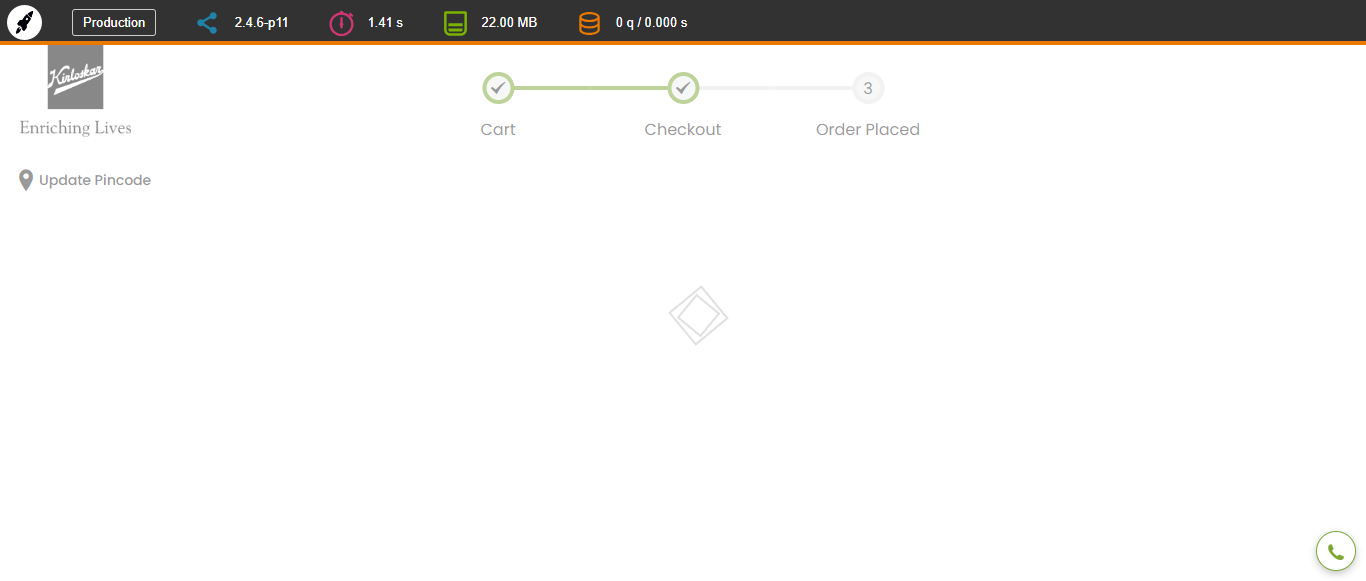 Production 2.4.6-p11 1.41 s 22.00 MB 0 q / 0.000 s
Kirloskar
Enriching Lives
3
Cart Checkout Order Placed
Update Pincode